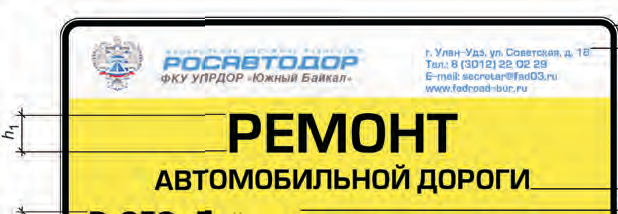 РОСАВТОДОР
ФКУ УПРДОР «Южный Байкал»
г. Улан-Удэ, ул. Советская, д. 18
Тел.: 8 (3012) 22 02 29
E-mail: secretar@fad03.ru
www.fedroad-bur.ru
h1
РЕМОНТ
АВТОМОБИЛЬНОЙ ДОРОГИ